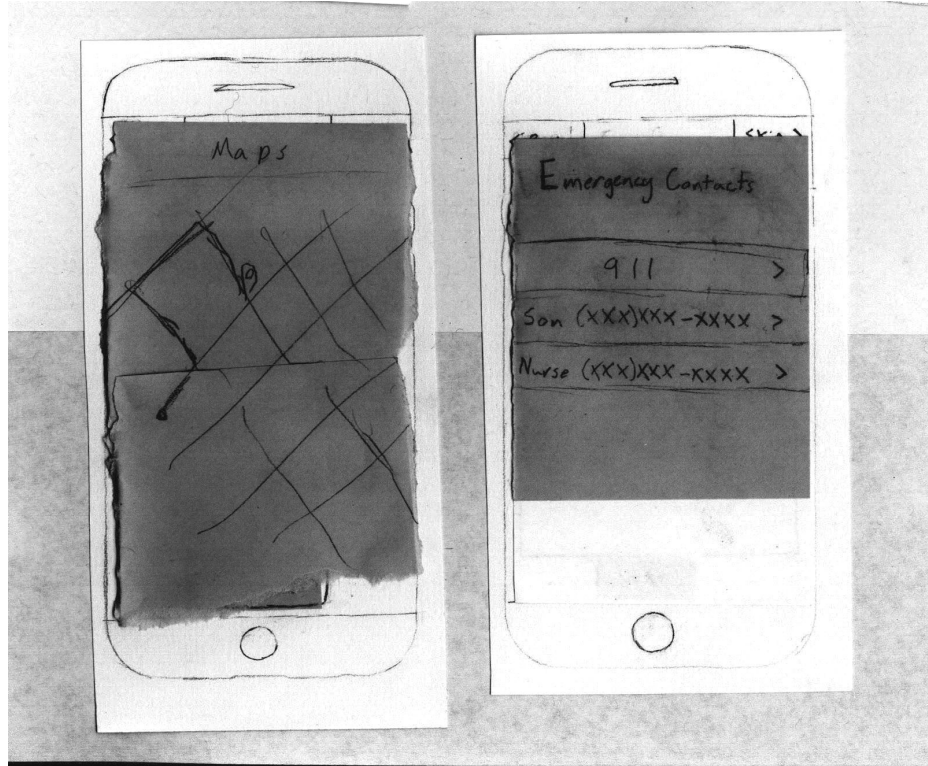 Maps
Emergency Contacts
911 >
Son (XXX)XXX-XXXX >
Nurse (XXX)XXX-XXXX >